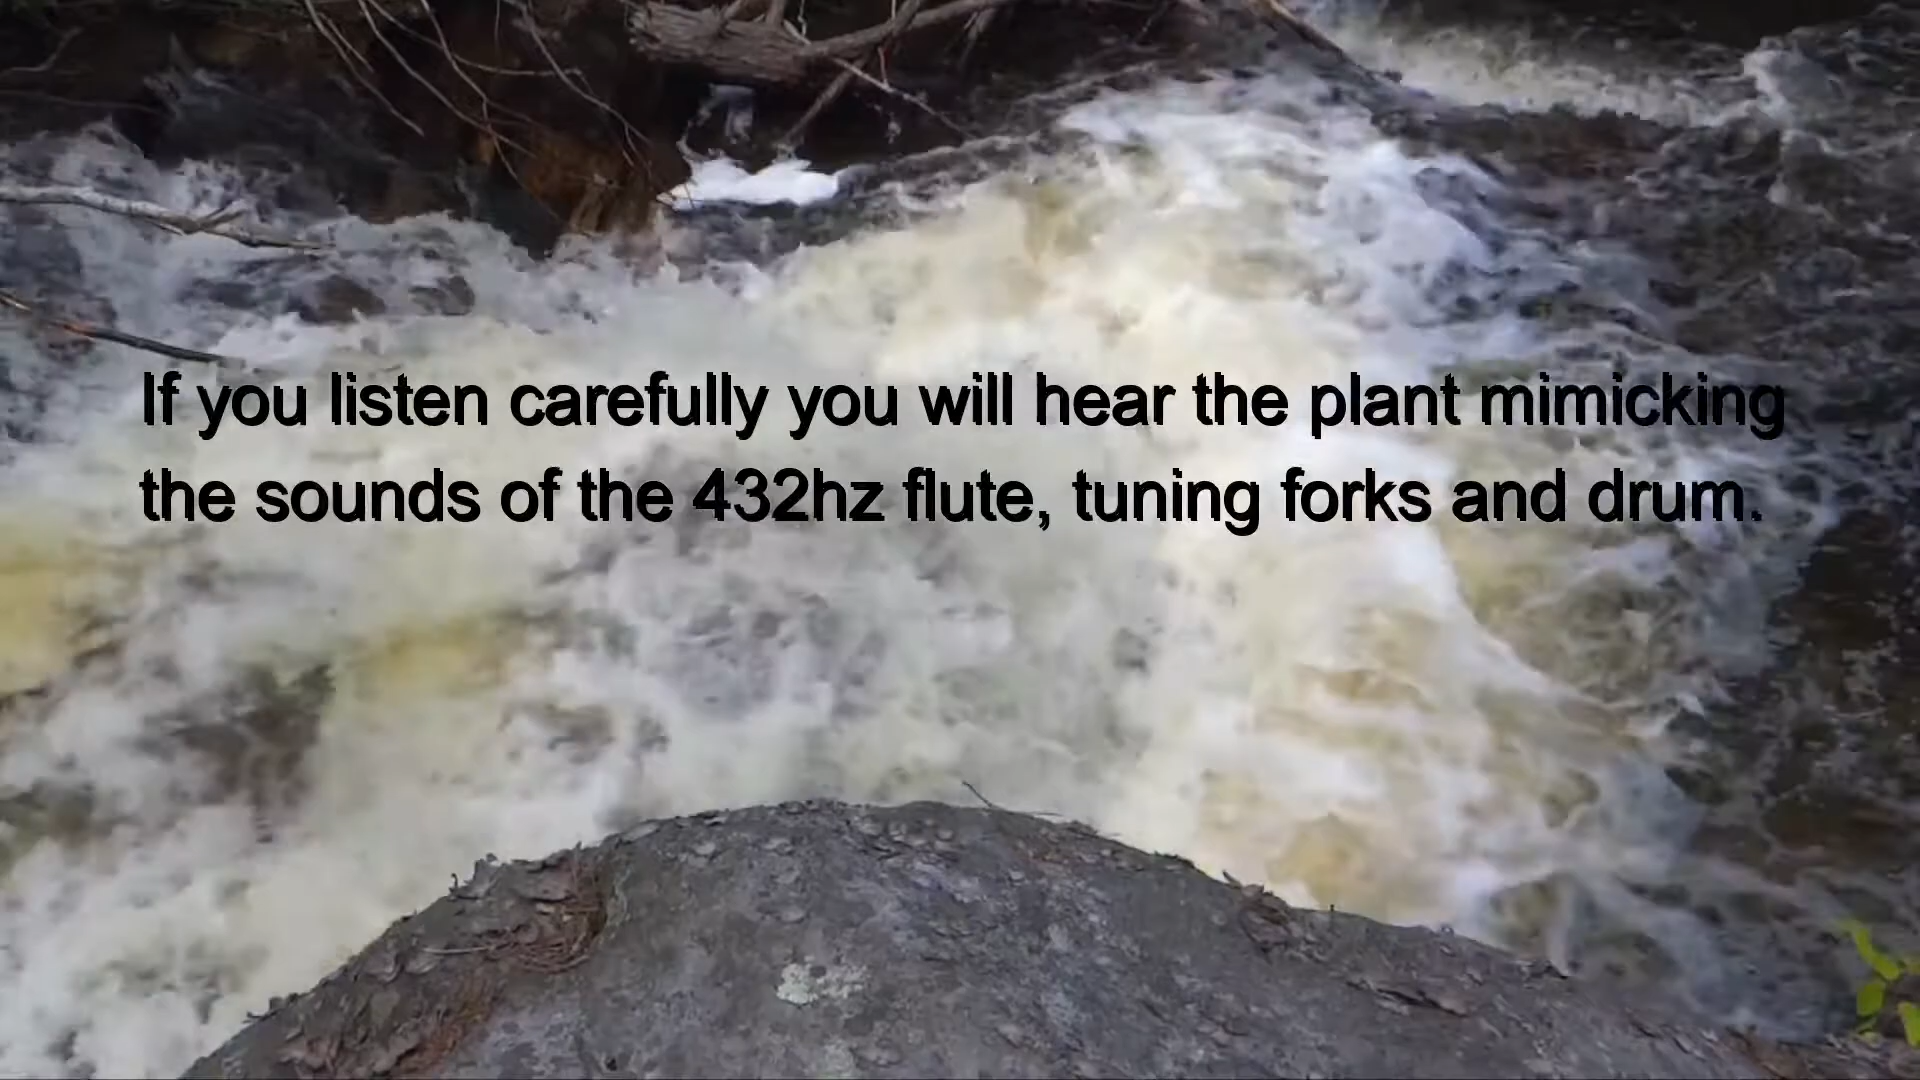 If you listen carefully you will hear the plant mimicking
the sounds of the 432hz flute, tuning forks and drum.